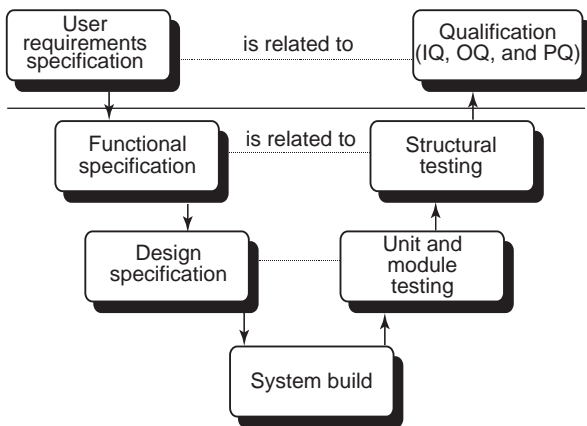 User
requirements
specification
is related to
Qualification
(IQ, OQ, and PQ)
Functional
specification
is related to
Structural
testing
Design
specification
Unit and
module
testing
System build